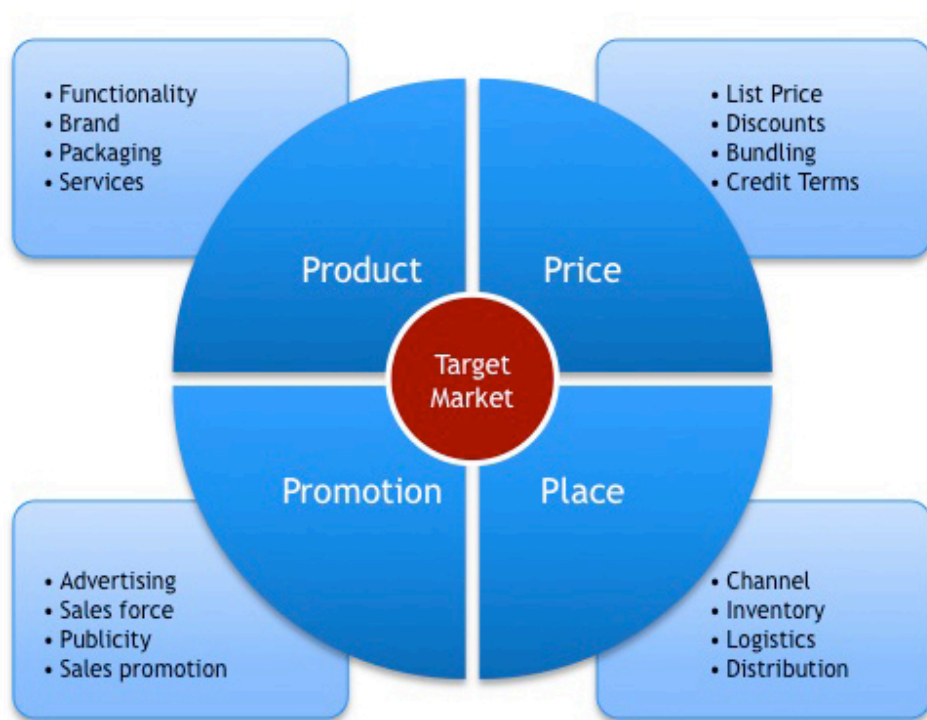 • Functionality
• Brand
• Packaging
• Services
• List Price
• Discounts
• Bundling
• Credit Terms
Product
Price
Target
Market
Promotion
Place
• Advertising
• Sales force
• Publicity
• Sales promotion
• Channel
• Inventory
• Logistics
• Distribution